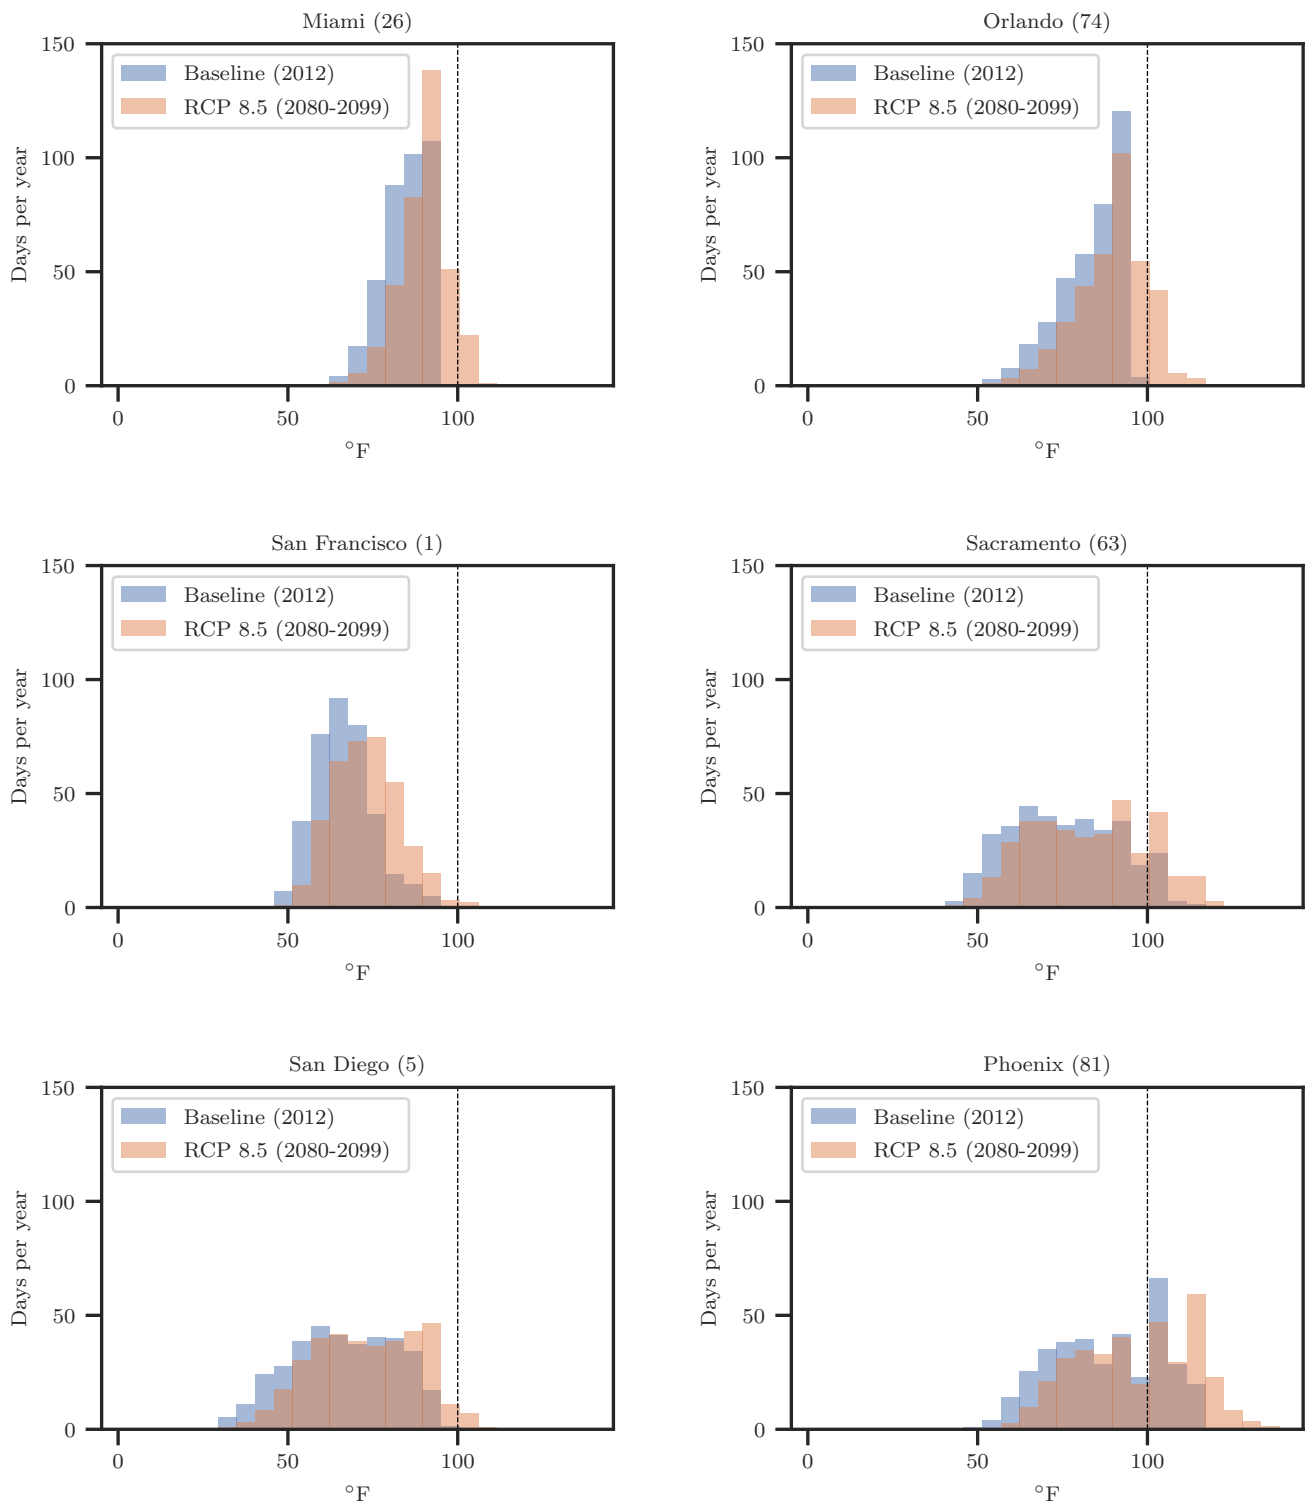 Miami (26)
150
100
50
0
Days per year
Baseline (2012)
RCP 8.5 (2080-2099)
0 50 100
°F
Orlando (74)
150
100
50
0
Days per year
Baseline (2012)
RCP 8.5 (2080-2099)
0 50 100
°F
San Francisco (1)
150
100
50
0
Days per year
Baseline (2012)
RCP 8.5 (2080-2099)
0 50 100
°F
Sacramento (63)
150
100
50
0
Days per year
Baseline (2012)
RCP 8.5 (2080-2099)
0 50 100
°F
San Diego (5)
150
100
50
0
Days per year
Baseline (2012)
RCP 8.5 (2080-2099)
0 50 100
°F
Phoenix (81)
150
100
50
0
Days per year
Baseline (2012)
RCP 8.5 (2080-2099)
0 50 100
°F